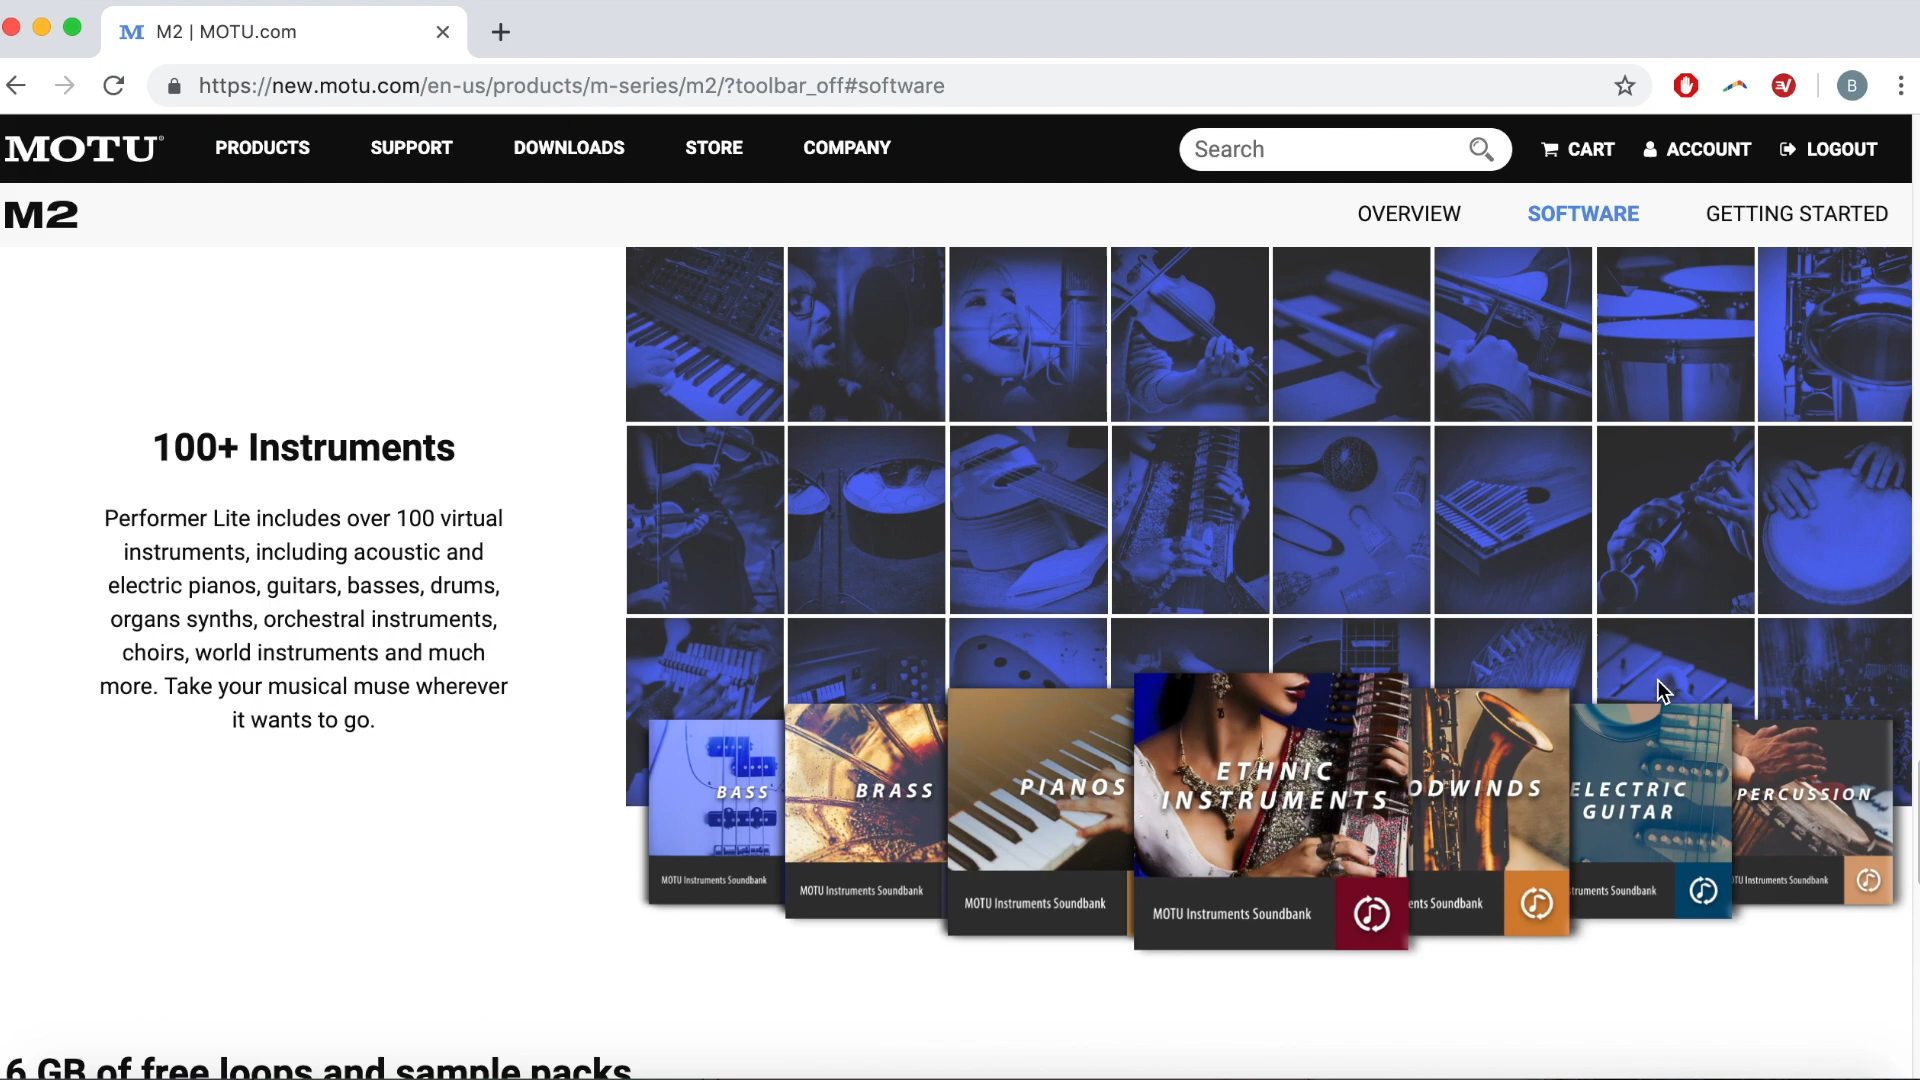 M2 | MOTU.com
https://new.motu.com/en-us/products/m-series/m2/?toolbar_off#software
B
MOTU PRODUCTS SUPPORT DOWNLOADS STORE COMPANY Search CART ACCOUNT LOGOUT
M2 OVERVIEW SOFTWARE GETTING STARTED
100+ Instruments
Performer Lite includes over 100 virtual
instruments, including acoustic and
electric pianos, guitars, basses, drums,
organs synths, orchestral instruments,
choirs, world instruments and much
more. Take your musical muse wherever
it wants to go.
BASS
MOTU Instruments Soundbank
BRASS
MOTU Instruments Soundbank
PIANOS
MOTU Instruments Soundbank
ETHNIC
INSTRUMENTS
MOTU Instruments Soundbank
ODWINDS
ents Soundbank
ELECTRIC
GUITAR
struments Soundbank
PERCUSSION
TU Instruments Soundbank
6 GB of free loops and sample packs